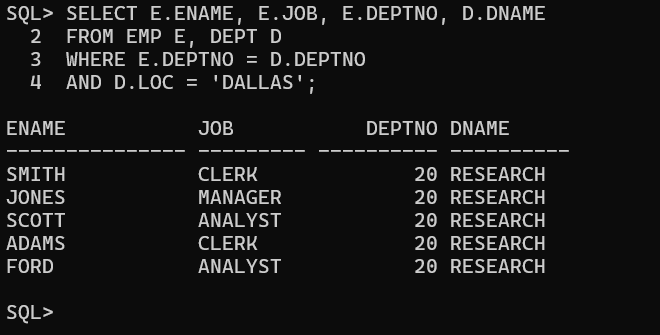 SQL> SELECT E.ENAME, E.JOB, E.DEPTNO, D.DNAME
  2  FROM EMP E, DEPT D
  3  WHERE E.DEPTNO = D.DEPTNO
  4  AND D.LOC = 'DALLAS';

ENAME           JOB           DEPTNO DNAME
--------------- --------- ---------- ----------
SMITH           CLERK             20 RESEARCH
JONES           MANAGER           20 RESEARCH
SCOTT           ANALYST           20 RESEARCH
ADAMS           CLERK             20 RESEARCH
FORD            ANALYST           20 RESEARCH

SQL>